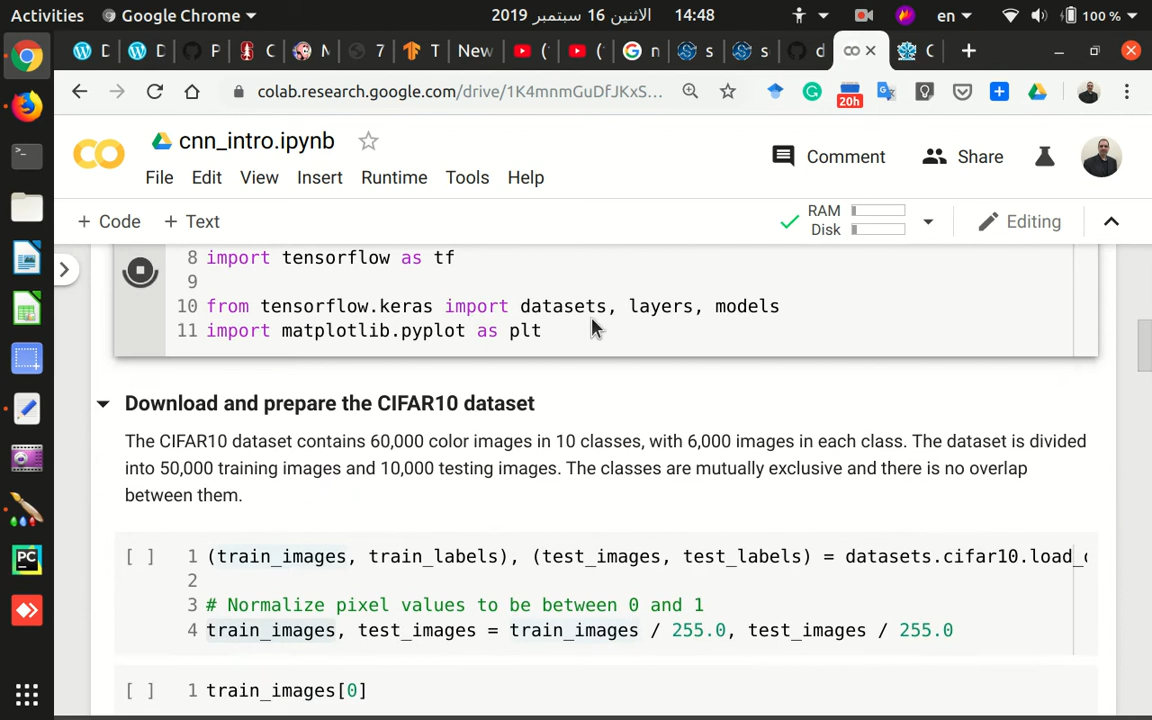 Activities Google Chrome الاثنين 16 سبتمبر 2019 14:48 en 100 %
D D P C M 7 T ( New ( n s s d C
colab.research.google.com/drive/1K4mnmGuDfJKxS... 20h
cnn_intro.ipynb
Comment Share
File Edit View Insert Runtime Tools Help
+ Code + Text RAM Disk Editing
8 import tensorflow as tf
9
10 from tensorflow.keras import datasets, layers, models
11 import matplotlib.pyplot as plt
Download and prepare the CIFAR10 dataset
The CIFAR10 dataset contains 60,000 color images in 10 classes, with 6,000 images in each class. The dataset is divided
into 50,000 training images and 10,000 testing images. The classes are mutually exclusive and there is no overlap
between them.
[ ] 1 (train_images, train_labels), (test_images, test_labels) = datasets.cifar10.load_
2
3 # Normalize pixel values to be between 0 and 1
4 train_images, test_images = train_images / 255.0, test_images / 255.0
[ ] 1 train_images[0]